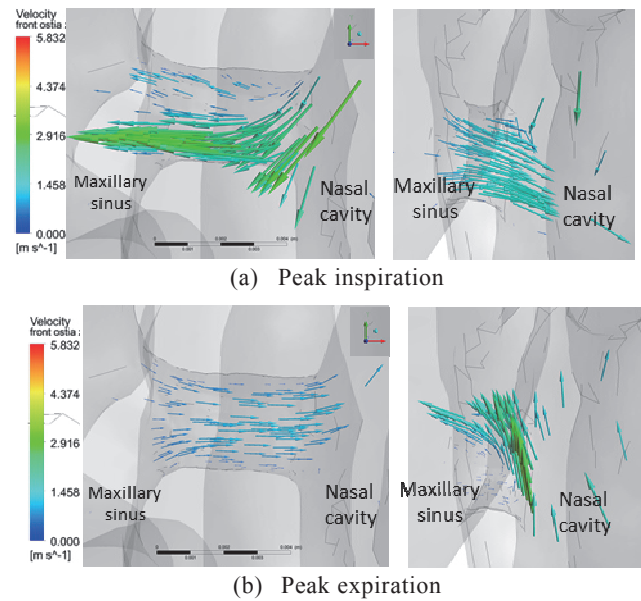 Velocity
front ostia :
5.832
4.374
2.916
1.458
0.000
[m s^-1]
Maxillary
sinus
Nasal
cavity
Maxillary
sinus
Nasal
cavity
(a) Peak inspiration
Velocity
front ostia :
5.832
4.374
2.916
1.458
0.000
[m s^-1]
Maxillary
sinus
Nasal
cavity
Maxillary
sinus
Nasal
cavity
(b) Peak expiration